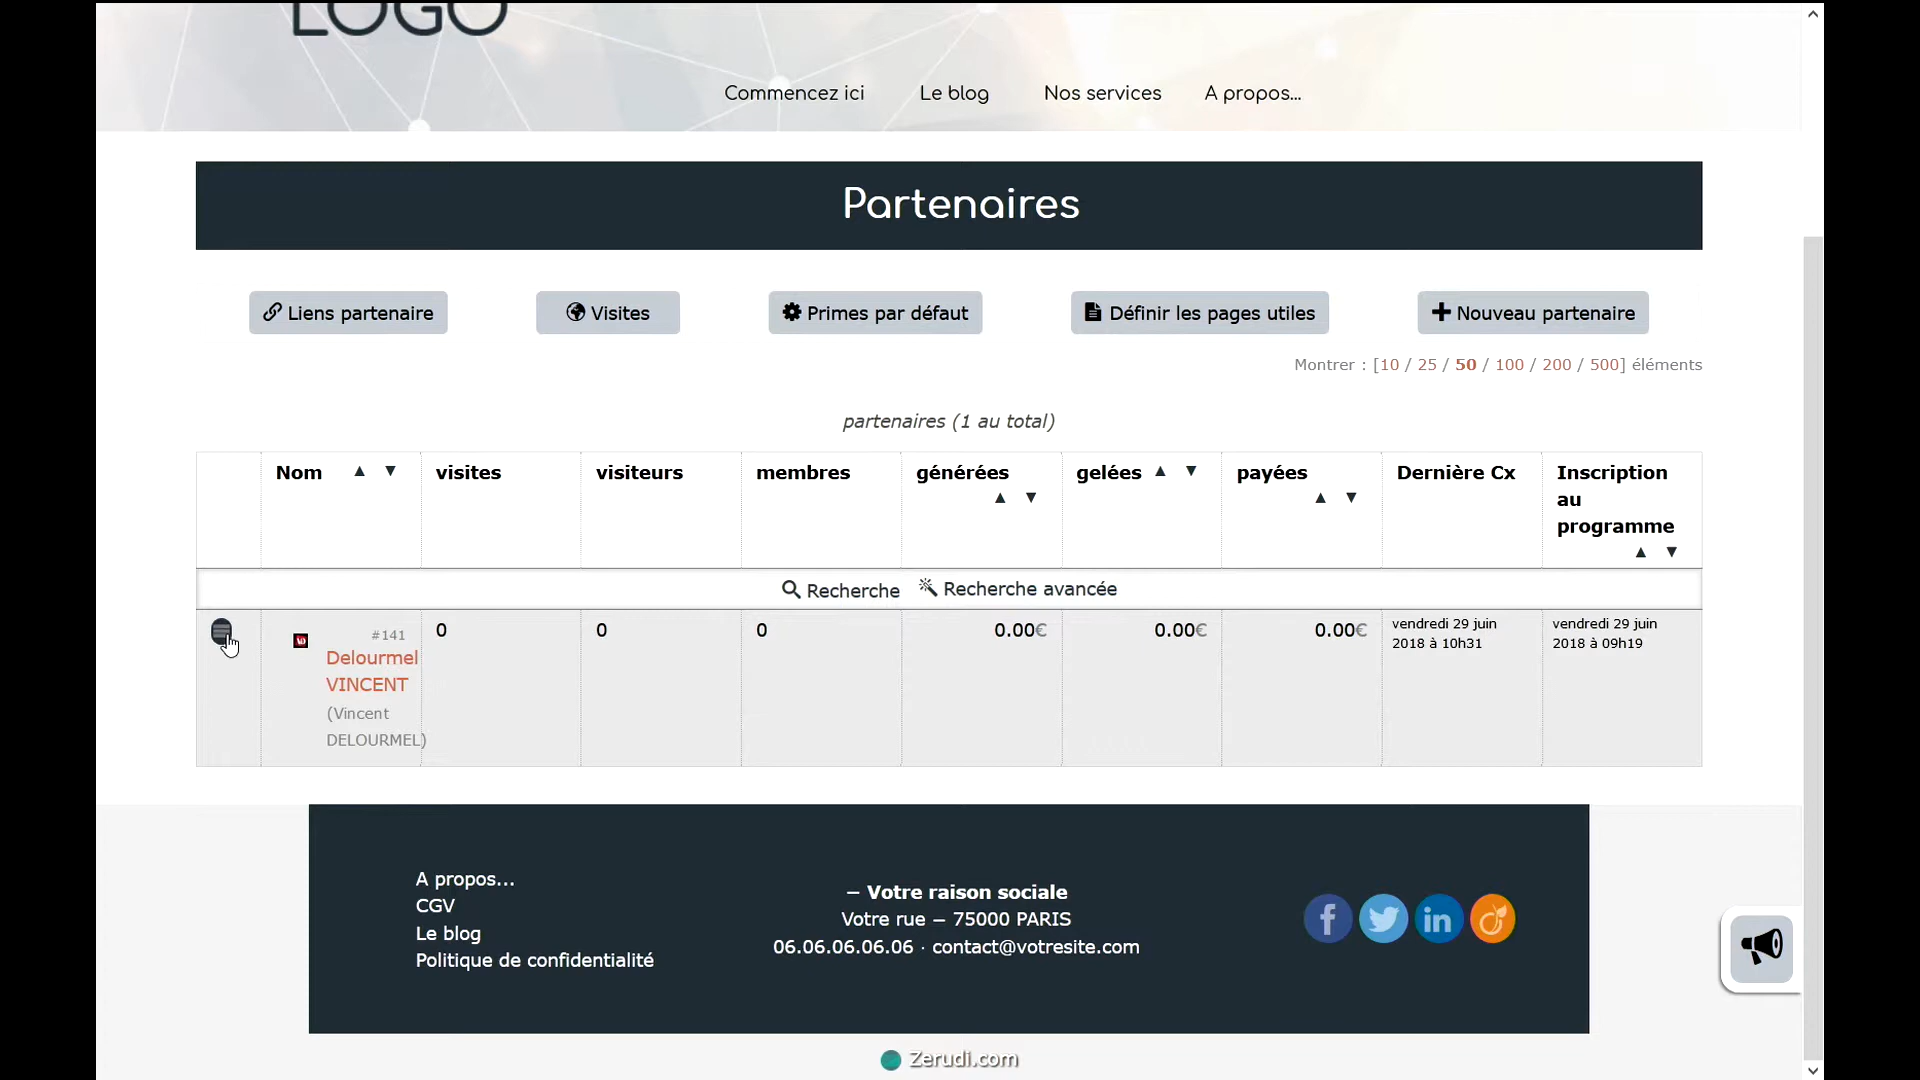 LOGO
Commencez ici Le blog Nos services A propos...
Partenaires
Liens partenaire Visites Primes par défaut Définir les pages utiles Nouveau partenaire
Montrer : [10 / 25 / 50 / 100 / 200 / 500] éléments
partenaires (1 au total)
Nom ▲ ▼ visites visiteurs membres générées ▲ ▼ gelées ▲ ▼ payées ▲ ▼ Dernière Cx Inscription
au
programme
▲ ▼
Recherche Recherche avancée
#141 0 0 0 0.00€ 0.00€ 0.00€ vendredi 29 juin vendredi 29 juin
2018 à 10h31 2018 à 09h19
Delourmel
VINCENT
(Vincent
DELOURMEL)
A propos...
CGV
Le blog
Politique de confidentialité
– Votre raison sociale
Votre rue – 75000 PARIS
06.06.06.06.06 · contact@votresite.com
Zerudi.com